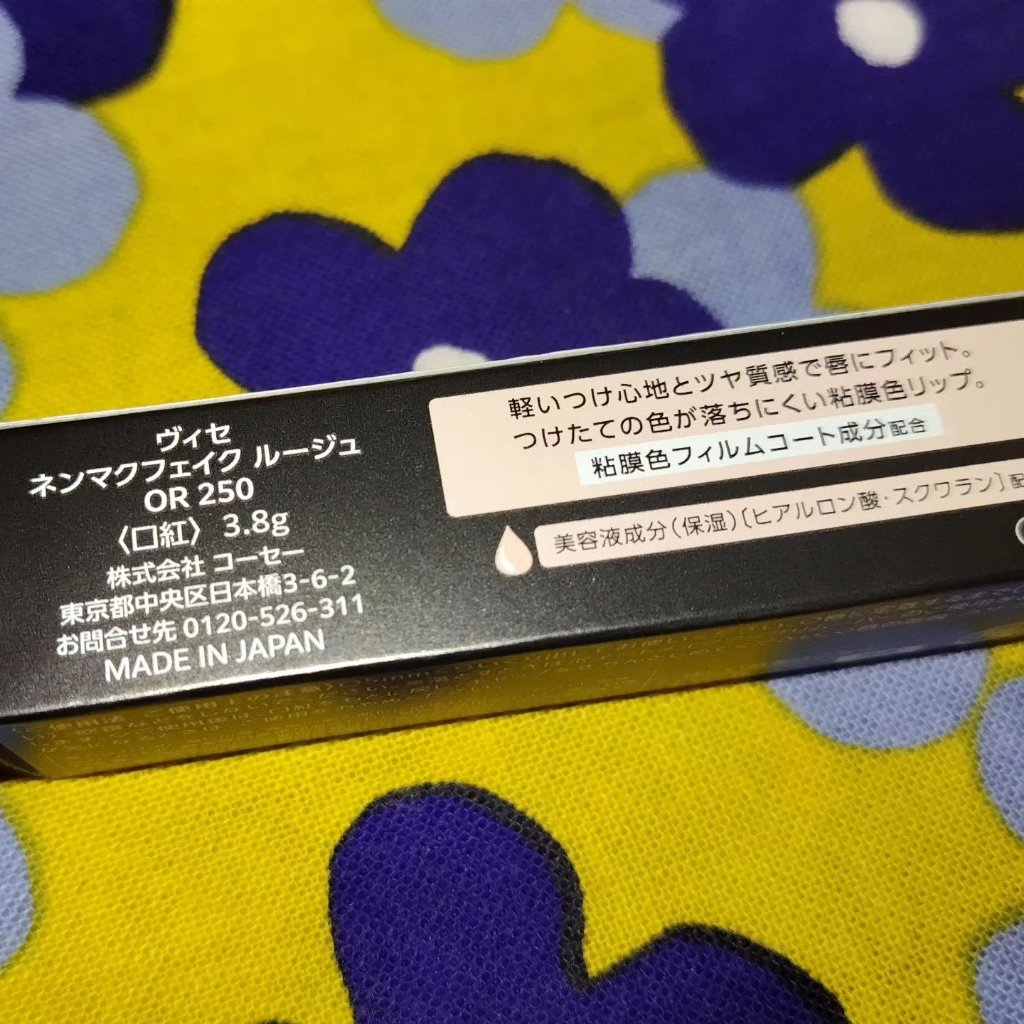 ヴィセ
ネンマクフェイク ルージュ
OR 250
〈口紅〉 3.8g
株式会社 コーセー
東京都中央区日本橋3-6-2
お問合せ先 0120-526-311
MADE IN JAPAN
軽いつけ心地とツヤ質感で唇にフィット。
つけたての色が落ちにくい粘膜色リップ。
粘膜色フィルムコート成分配合
美容液成分(保湿)〔ヒアルロン酸・スクワラン〕配